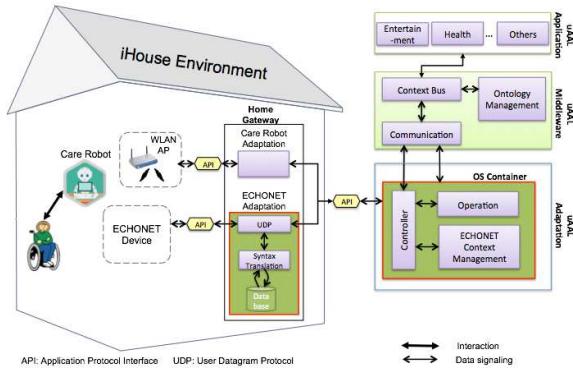 iHouse Environment
Home
Gateway
Care Robot
Adaptation
WLAN
AP
API
Care Robot
ECHONET
Device
API
ECHONET
Adaptation
UDP
Syntax
Translation
Data
base
API
Entertain
-ment
Health
...
Others
uAAL
Application
Context Bus
Ontology
Management
Communication
uAAL
Middleware
OS Container
Controller
Operation
ECHONET
Context
Management
uAAL
Adaptation
Interaction
Data signaling
API: Application Protocol Interface UDP: User Datagram Protocol